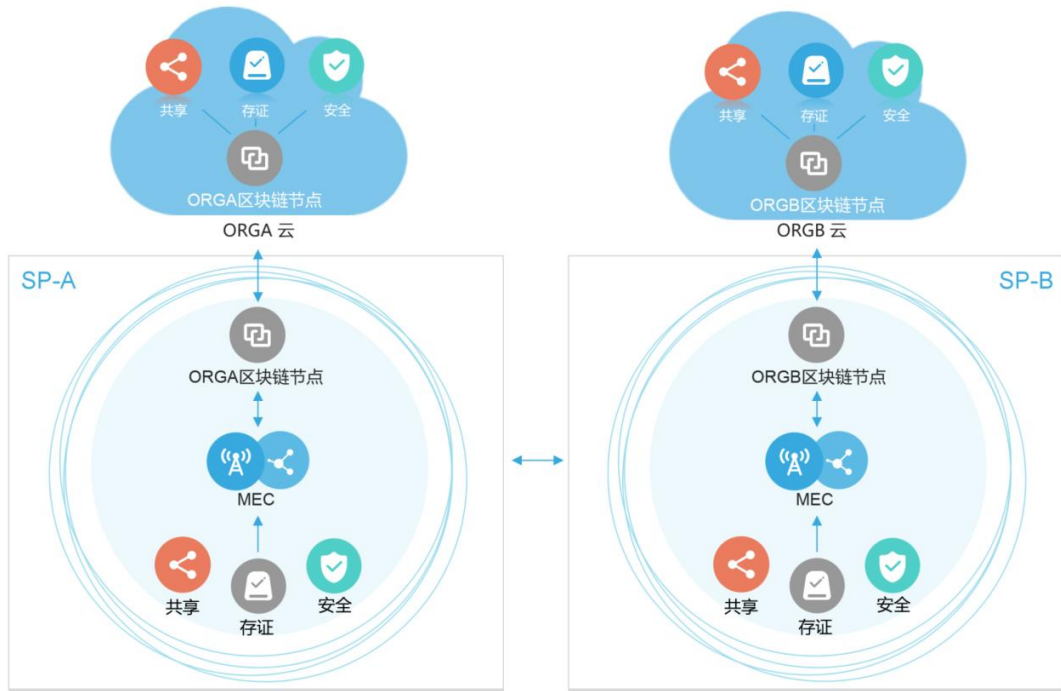 共享
存证
安全
ORGA区块链节点
ORGA 云
共享
存证
安全
ORGB区块链节点
ORGB 云
SP-A
ORGA区块链节点
MEC
共享
存证
安全
SP-B
ORGB区块链节点
MEC
共享
存证
安全